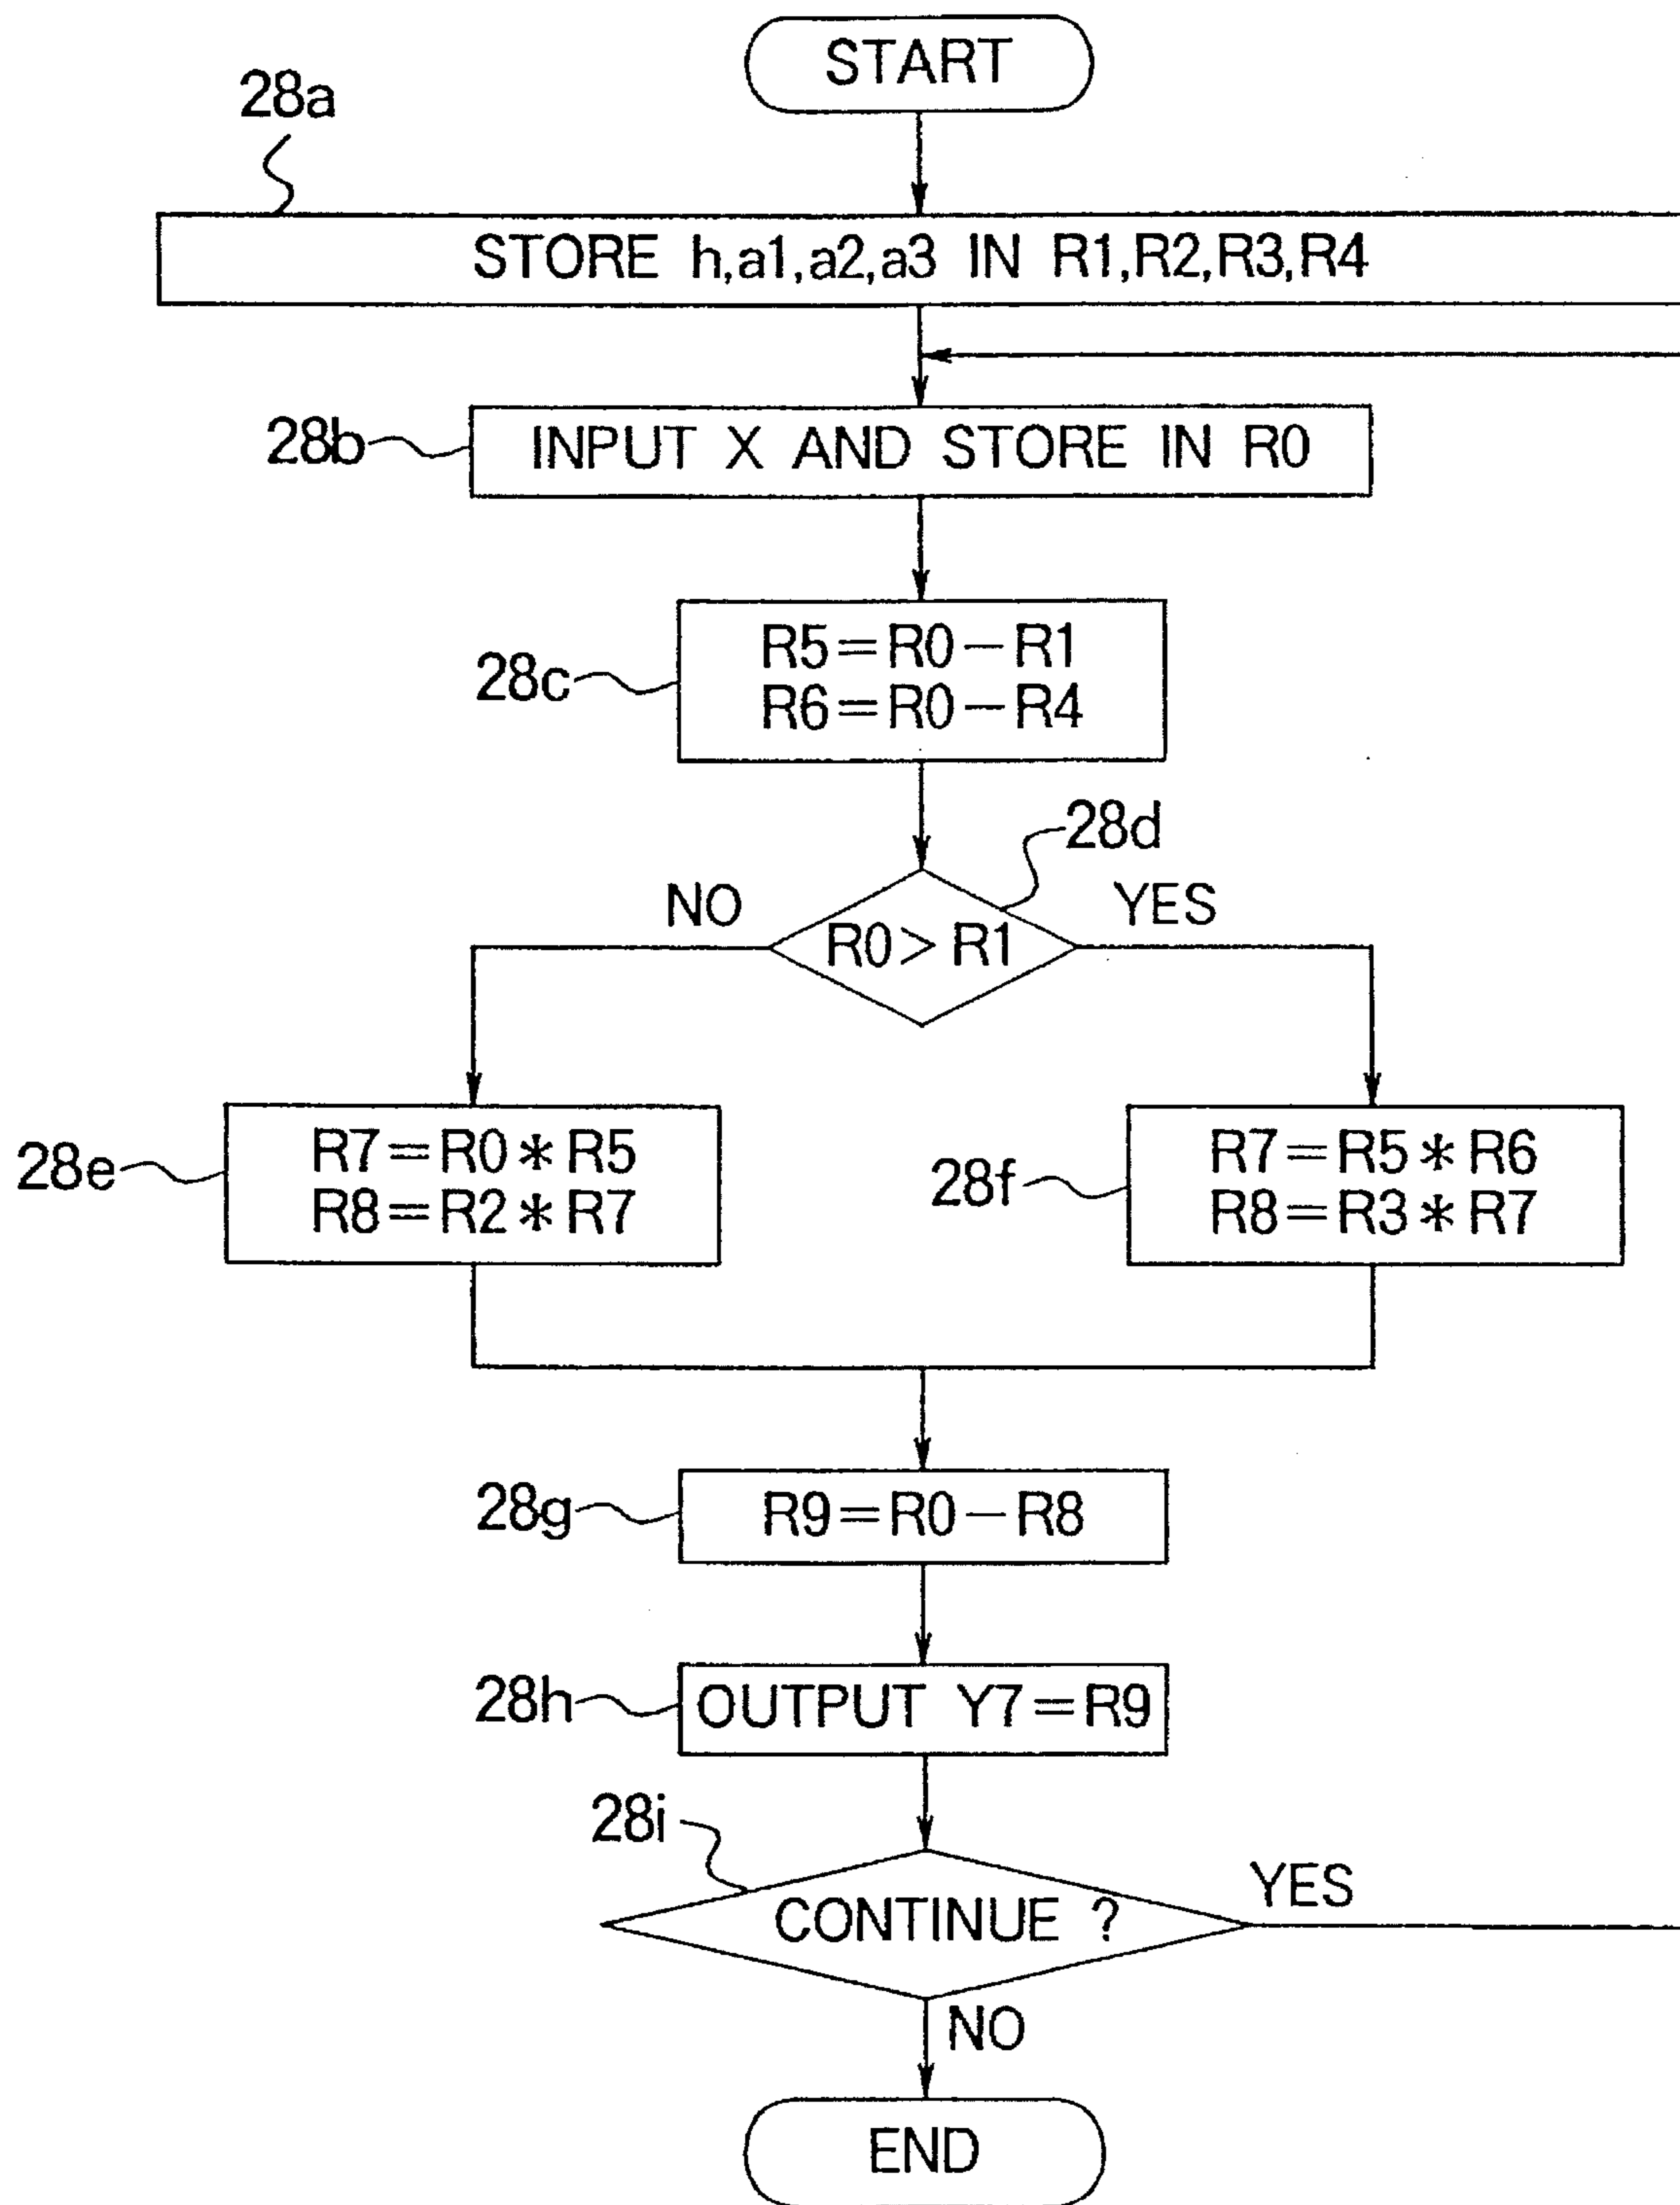 START
28a
STORE h,a1,a2,a3 IN R1,R2,R3,R4
28b
INPUT X AND STORE IN R0
28c
R5=R0-R1
R6=R0-R4
28d
NO
YES
R0>R1
28e
R7=R0*R5
R8=R2*R7
28f
R7=R5*R6
R8=R3*R7
28g
R9=R0-R8
28h
OUTPUT Y7=R9
28i
CONTINUE ?
YES
NO
END